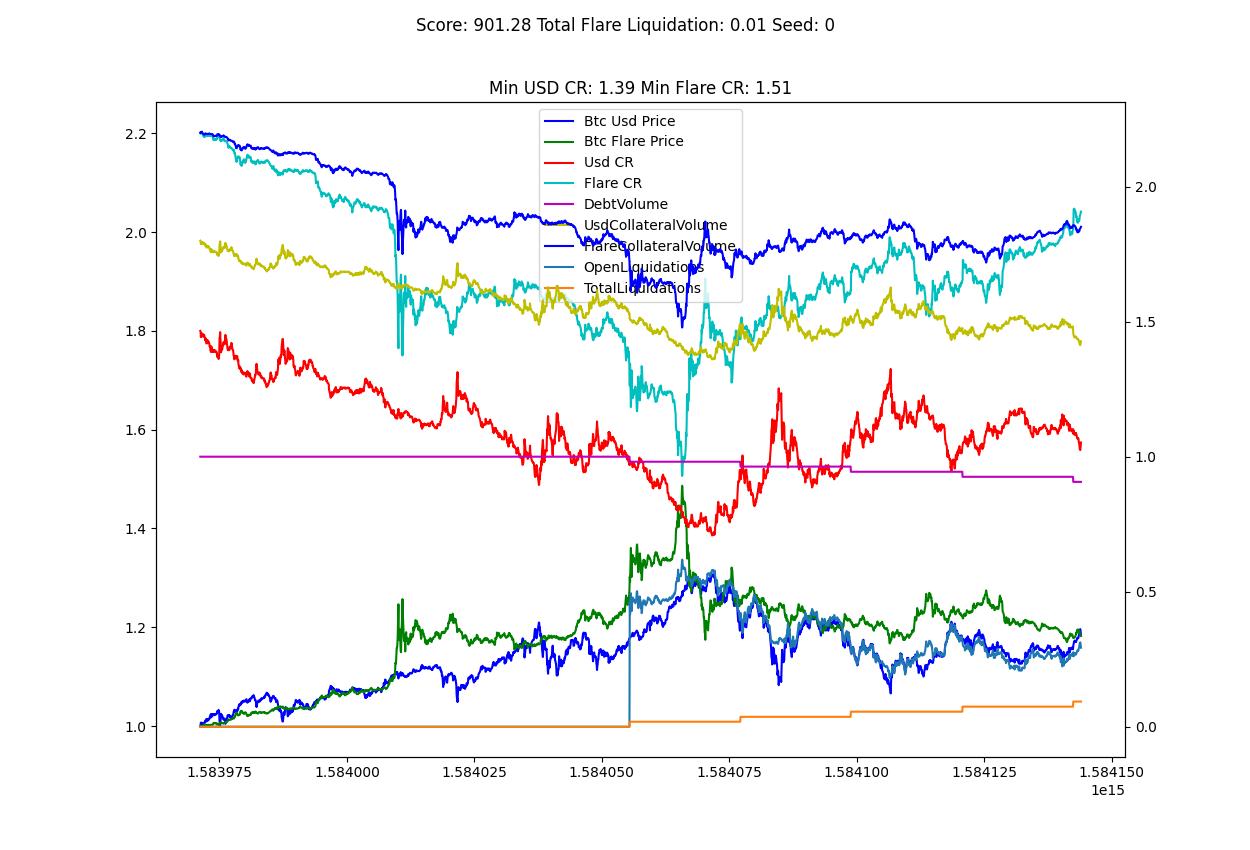 Score: 901.28 Total Flare Liquidation: 0.01 Seed: 0
Min USD CR: 1.39 Min Flare CR: 1.51
Btc Usd Price
Btc Flare Price
Usd CR
Flare CR
DebtVolume
UsdCollateralVolume
FlareCollateralVolume
OpenLiquidations
TotalLiquidations
2.2
2.0
1.8
1.6
1.4
1.2
1.0
2.0
1.5
1.0
0.5
0.0
1.583975 1.584000 1.584025 1.584050 1.584075 1.584100 1.584125 1.584150
1e15